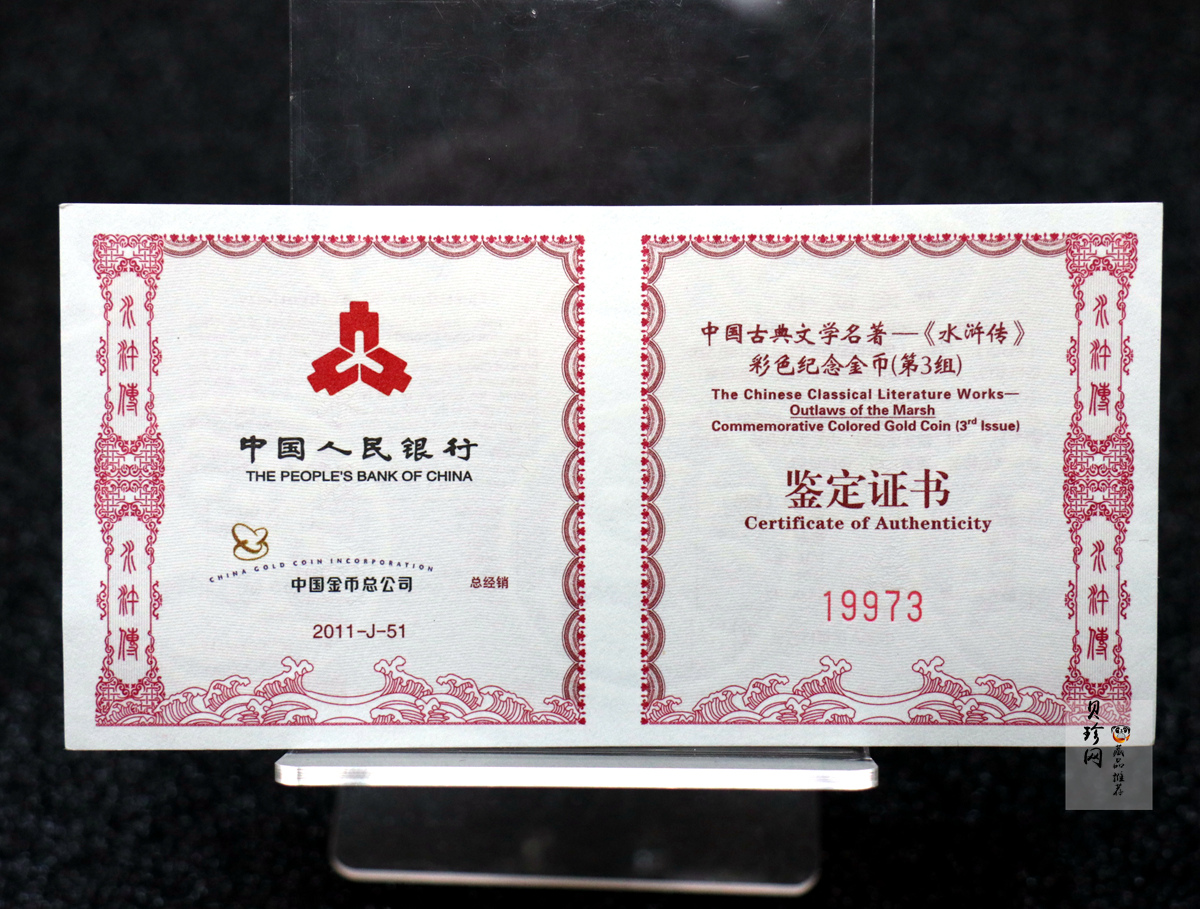 水滸傳
水滸傳
中国人民银行
THE PEOPLE'S BANK OF CHINA
CHINA GOLD COIN INCORPORATION
中国金币总公司
总经销
2011-J-51
中国古典文学名著—《水浒传》
彩色纪念金币(第3组)
The Chinese Classical Literature Works—
Outlaws of the Marsh
Commemorative Colored Gold Coin (3rd Issue)
鉴定证书
Certificate of Authenticity
19973
水滸傳
水滸傳
贝珍网
藏品推荐